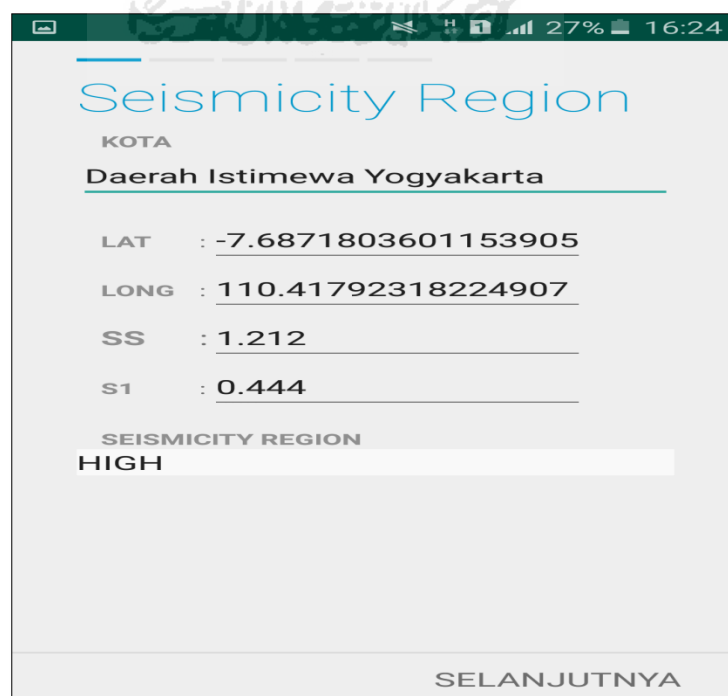 27% 16:24
Seismicity Region
KOTA
Daerah Istimewa Yogyakarta
LAT : -7.6871803601153905
LONG : 110.41792318224907
SS : 1.212
S1 : 0.444
SEISMICITY REGION
HIGH
SELANJUTNYA